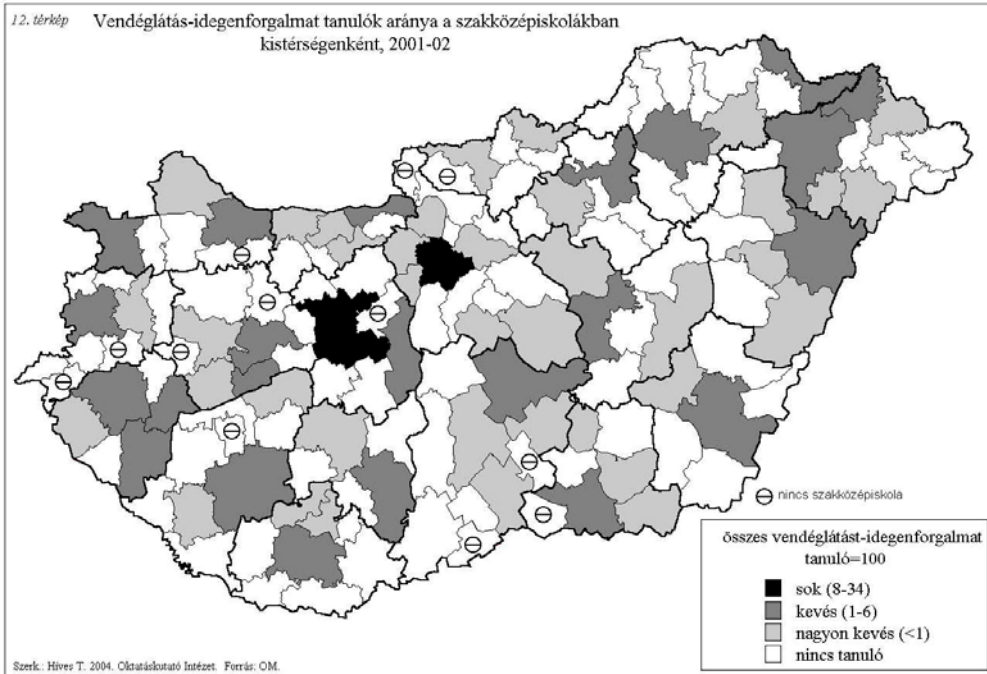 12. térkép
Vendéglátás-idegenforgalmat tanulók aránya a szakközépiskolákban
kistérségenként, 2001-02
nincs szakközépiskola
összes vendéglátást-idegenforgalmat
tanuló=100
sok (8-34)
kevés (1-6)
nagyon kevés (<1)
nincs tanuló
Szerk.: Híves T. 2004. Oktatáskutató Intézet. Forrás: OM.